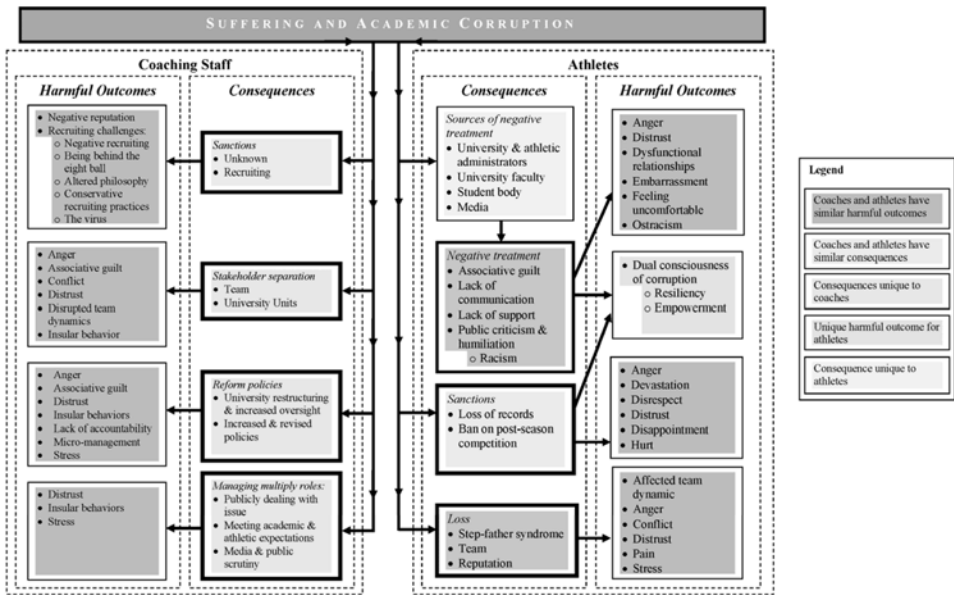 SUFFERING AND ACADEMIC CORRUPTION
Coaching Staff
Harmful Outcomes
Consequences
• Negative reputation
• Recruiting challenges:
o Negative recruiting
o Being behind the
eight ball
o Altered philosophy
o Conservative
recruiting practices
o The virus
Sanctions
• Unknown
• Recruiting
• Anger
• Associative guilt
• Conflict
• Distrust
• Disrupted team
dynamics
• Insular behavior
Stakeholder separation
• Team
• University Units
• Anger
• Associative guilt
• Distrust
• Insular behaviors
• Lack of accountability
• Micro-management
• Stress
Reform policies
• University restructuring
& increased oversight
• Increased & revised
policies
• Distrust
• Insular behaviors
• Stress
Managing multiply roles:
• Publicly dealing with
issue
• Meeting academic &
athletic expectations
• Media & public
scrutiny
Athletes
Consequences
Harmful Outcomes
Sources of negative
treatment
• University & athletic
administrators
• University faculty
• Student body
• Media
• Anger
• Distrust
• Dysfunctional
relationships
• Embarrassment
• Feeling
uncomfortable
• Ostracism
Negative treatment
• Associative guilt
• Lack of
communication
• Lack of support
• Public criticism &
humiliation
o Racism
• Dual consciousness
of corruption
o Resiliency
o Empowerment
Sanctions
• Loss of records
• Ban on post-season
competition
• Anger
• Devastation
• Disrespect
• Distrust
• Disappointment
• Hurt
Loss
• Step-father syndrome
• Team
• Reputation
• Affected team
dynamic
• Anger
• Conflict
• Distrust
• Pain
• Stress
Legend
Coaches and athletes have
similar harmful outcomes
Coaches and athletes have
similar consequences
Consequences unique to
coaches
Unique harmful outcome for
athletes
Consequence unique to
athletes